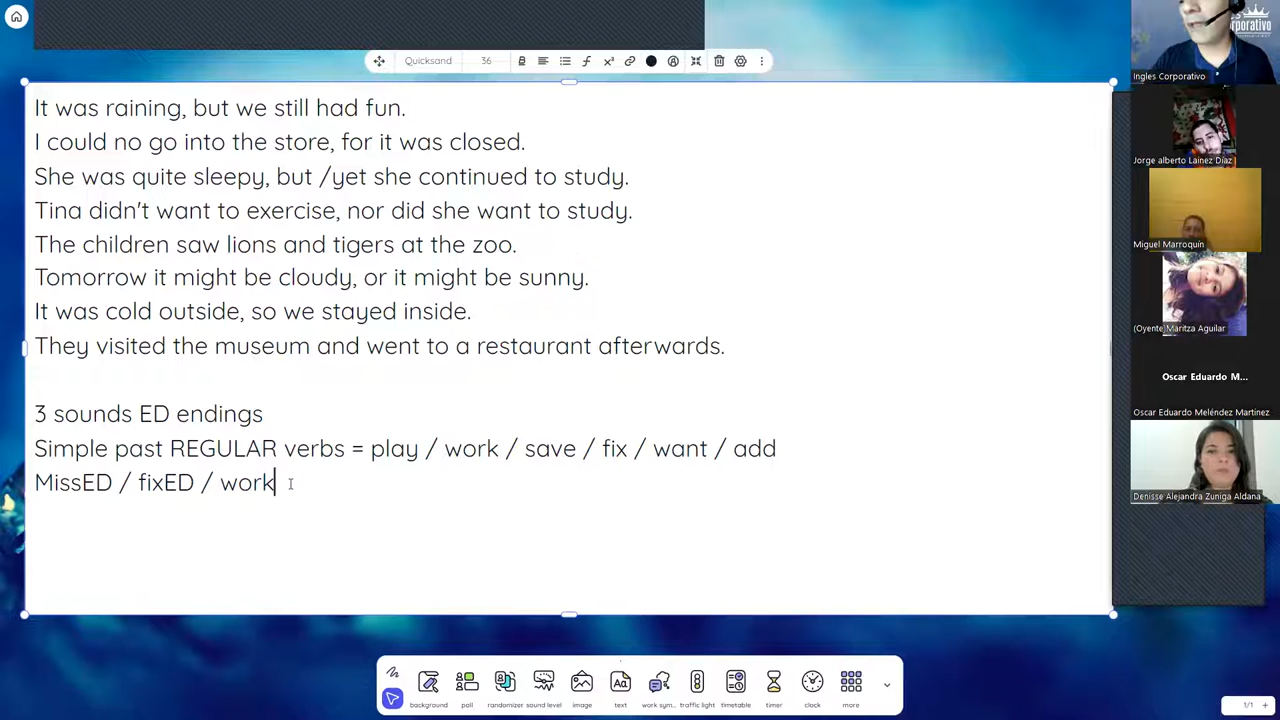 Quicksand 36
It was raining, but we still had fun.
I could no go into the store, for it was closed.
She was quite sleepy, but /yet she continued to study.
Tina didn't want to exercise, nor did she want to study.
The children saw lions and tigers at the zoo.
Tomorrow it might be cloudy, or it might be sunny.
It was cold outside, so we stayed inside.
They visited the museum and went to a restaurant afterwards.
3 sounds ED endings
Simple past REGULAR verbs = play / work / save / fix / want / add
MissED / fixED / work
Ingles Corporativo
Jorge alberto Lainez Díaz
Miguel Marroquín
(Oyente) Maritza Aguilar
Oscar Eduardo M...
Oscar Eduardo Meléndez Martinez
Denisse Alejandra Zuniga Aldana
background poll randomizer sound level image text work sym... traffic light timetable timer clock more
1/1